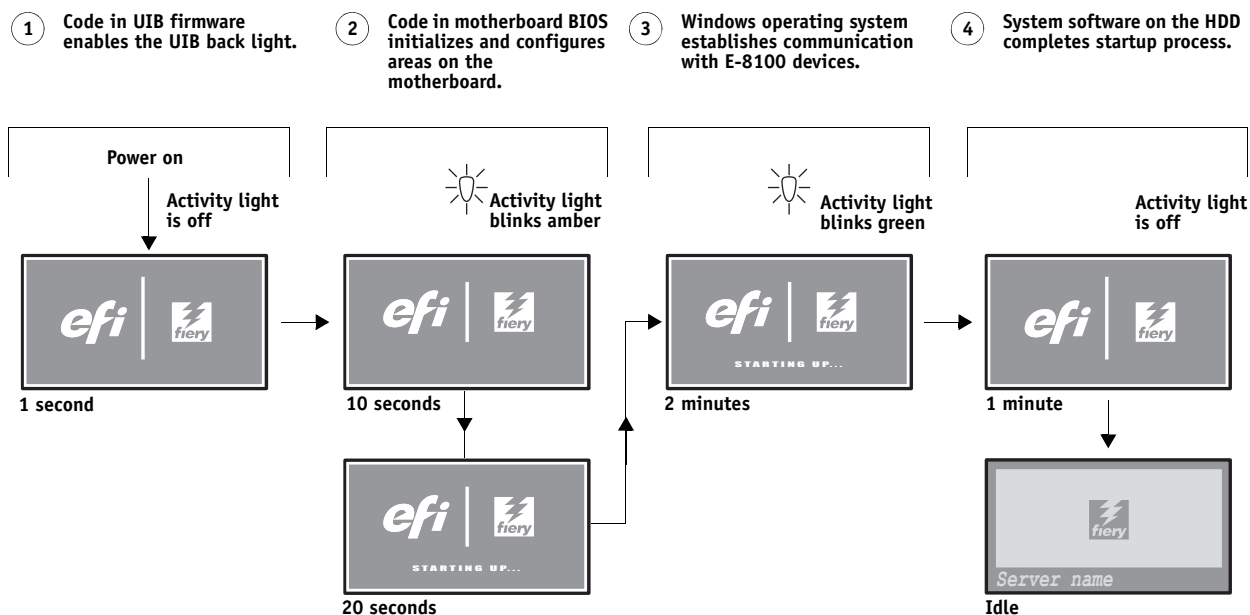 1
Code in UIB firmware
enables the UIB back light.
2
Code in motherboard BIOS
initializes and configures
areas on the
motherboard.
3
Windows operating system
establishes communication
with E-8100 devices.
4
System software on the HDD
completes startup process.
Power on
Activity light
is off
Activity light
blinks amber
Activity light
blinks green
Activity light
is off
efi fiery
1 second
efi fiery
10 seconds
efi fiery
STARTING UP...
20 seconds
efi fiery
STARTING UP...
2 minutes
efi fiery
1 minute
fiery
Server name
Idle